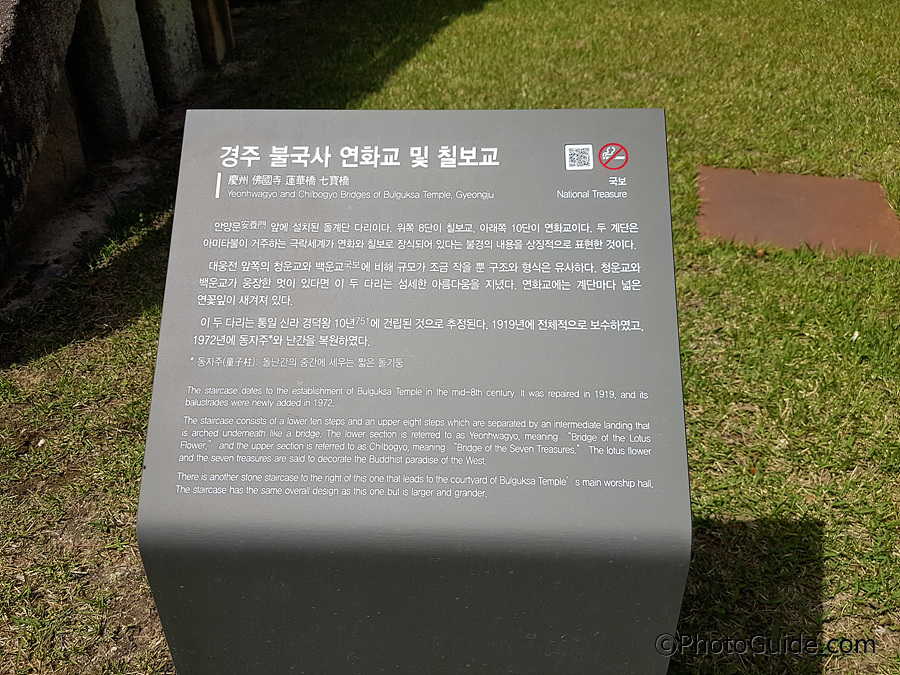 경주 불국사 연화교 및 칠보교
慶州 佛國寺 蓮華橋 七寶橋
Yeonhwagyo and Chibogyo Bridges of Bulguksa Temple, Gyeongju
국보
National Treasure
안양문安養門 앞에 설치된 돌계단 다리이다. 위쪽 8단이 칠보교, 아래쪽 10단이 연화교이다. 두 계단은
아미타불이 거주하는 극락세계가 연화와 칠보로 장식되어 있다는 불경의 내용을 상징적으로 표현한 것이다.
대웅전 앞쪽의 청운교와 백운교국보에 비해 규모가 조금 작을 뿐 구조와 형식은 유사하다. 청운교와
백운교가 웅장한 멋이 있다면 이 두 다리는 섬세한 아름다움을 지녔다. 연화교에는 계단마다 넓은
연꽃잎이 새겨져 있다.
이 두 다리는 통일 신라 경덕왕 10년751에 건립된 것으로 추정된다. 1919년에 전체적으로 보수하였고,
1972년에 동자주*와 난간을 복원하였다.
* 동자주(童子柱): 돌난간의 중간에 세우는 짧은 돌기둥
The staircase dates to the establishment of Bulguksa Temple in the mid-8th century. It was repaired in 1919, and its
balustrades were newly added in 1972.
The staircase consists of a lower ten steps and an upper eight steps which are separated by an intermediate landing that
is arched underneath like a bridge. The lower section is referred to as Yeonhwagyo, meaning “Bridge of the Lotus
Flower,” and the upper section is referred to as Chibogyo, meaning “Bridge of the Seven Treasures.” The lotus flower
and the seven treasures are said to decorate the Buddhist paradise of the West.
There is another stone staircase to the right of this one that leads to the courtyard of Bulguksa Temple’s main worship hall.
The staircase has the same overall design as this one but is larger and grander.
©PhotoGuide.com